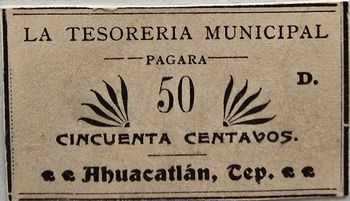 LA TESORERIA MUNICIPAL
PAGARA
50
D.
CINCUENTA CENTAVOS.
Ahuacatlán, Tep.